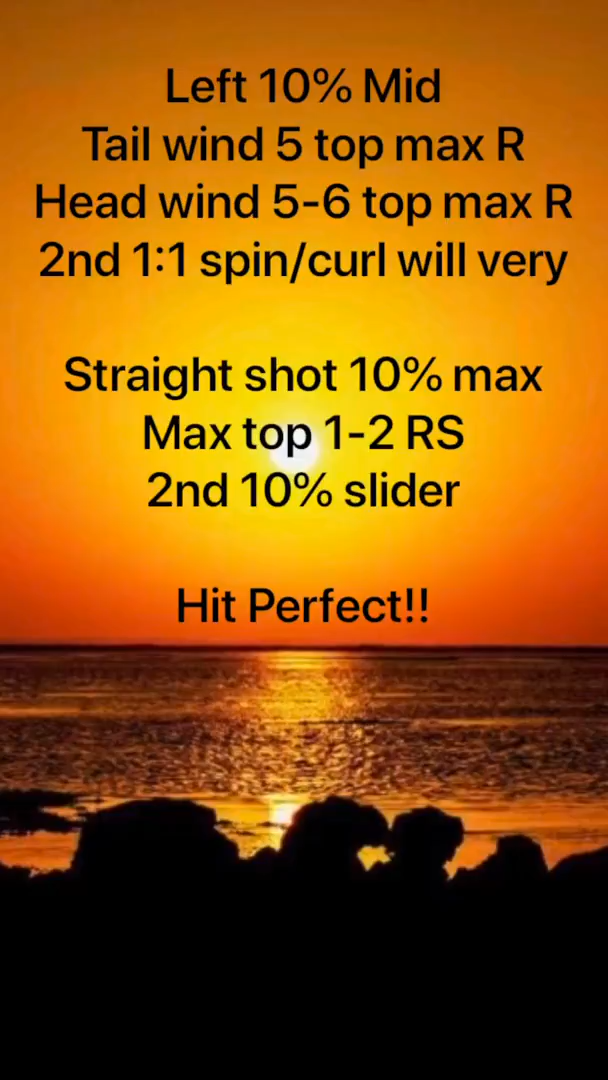 Left 10% Mid
Tail wind 5 top max R
Head wind 5-6 top max R
2nd 1:1 spin/curl will very
Straight shot 10% max
Max top 1-2 RS
2nd 10% slider
Hit Perfect!!